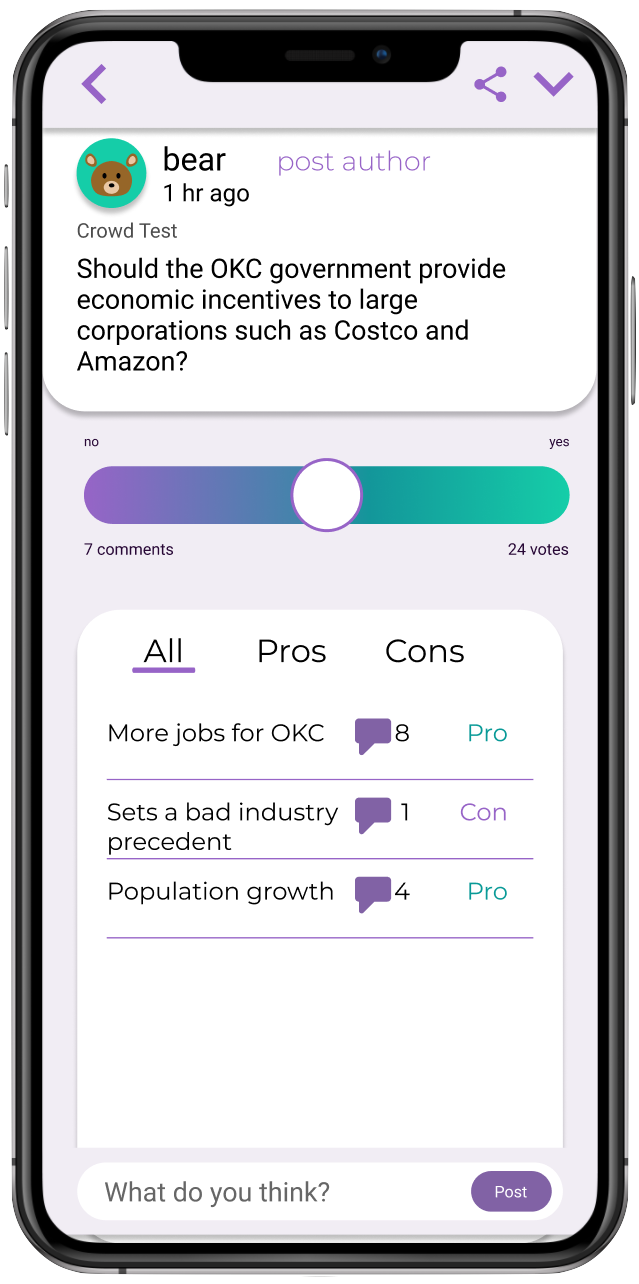 bear post author
1 hr ago
Crowd Test
Should the OKC government provide
economic incentives to large
corporations such as Costco and
Amazon?
no yes
7 comments 24 votes
All Pros Cons
More jobs for OKC 8 Pro
Sets a bad industry 1 Con
precedent
Population growth 4 Pro
What do you think? Post